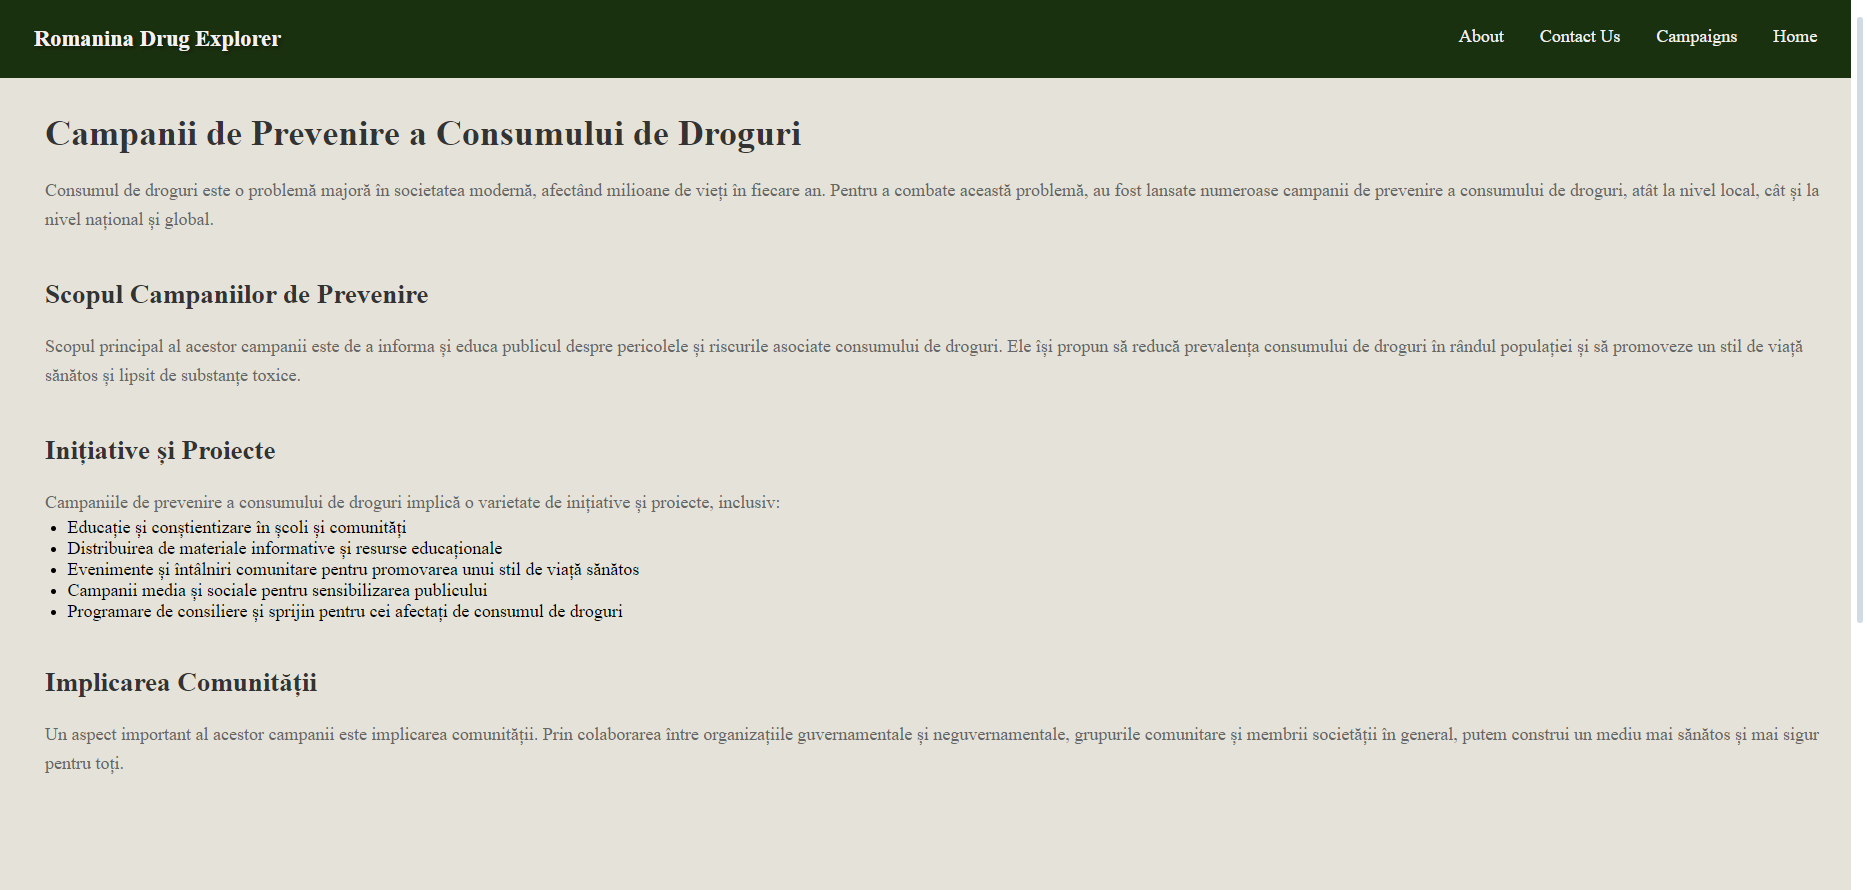 Romanina Drug Explorer
About Contact Us Campaigns Home
Campanii de Prevenire a Consumului de Droguri
Consumul de droguri este o problemă majoră în societatea modernă, afectând milioane de vieți în fiecare an. Pentru a combate această problemă, au fost lansate numeroase campanii de prevenire a consumului de droguri, atât la nivel local, cât și la
nivel național și global.
Scopul Campaniilor de Prevenire
Scopul principal al acestor campanii este de a informa și educa publicul despre pericolele și riscurile asociate consumului de droguri. Ele își propun să reducă prevalența consumului de droguri în rândul populației și să promoveze un stil de viață
sănătos și lipsit de substanțe toxice.
Inițiative și Proiecte
Campaniile de prevenire a consumului de droguri implică o varietate de inițiative și proiecte, inclusiv:
• Educație și conștientizare în școli și comunități
• Distribuirea de materiale informative și resurse educaționale
• Evenimente și întâlniri comunitare pentru promovarea unui stil de viață sănătos
• Campanii media și sociale pentru sensibilizarea publicului
• Programare de consiliere și sprijin pentru cei afectați de consumul de droguri
Implicarea Comunității
Un aspect important al acestor campanii este implicarea comunității. Prin colaborarea între organizațiile guvernamentale și neguvernamentale, grupurile comunitare și membrii societății în general, putem construi un mediu mai sănătos și mai sigur
pentru toți.